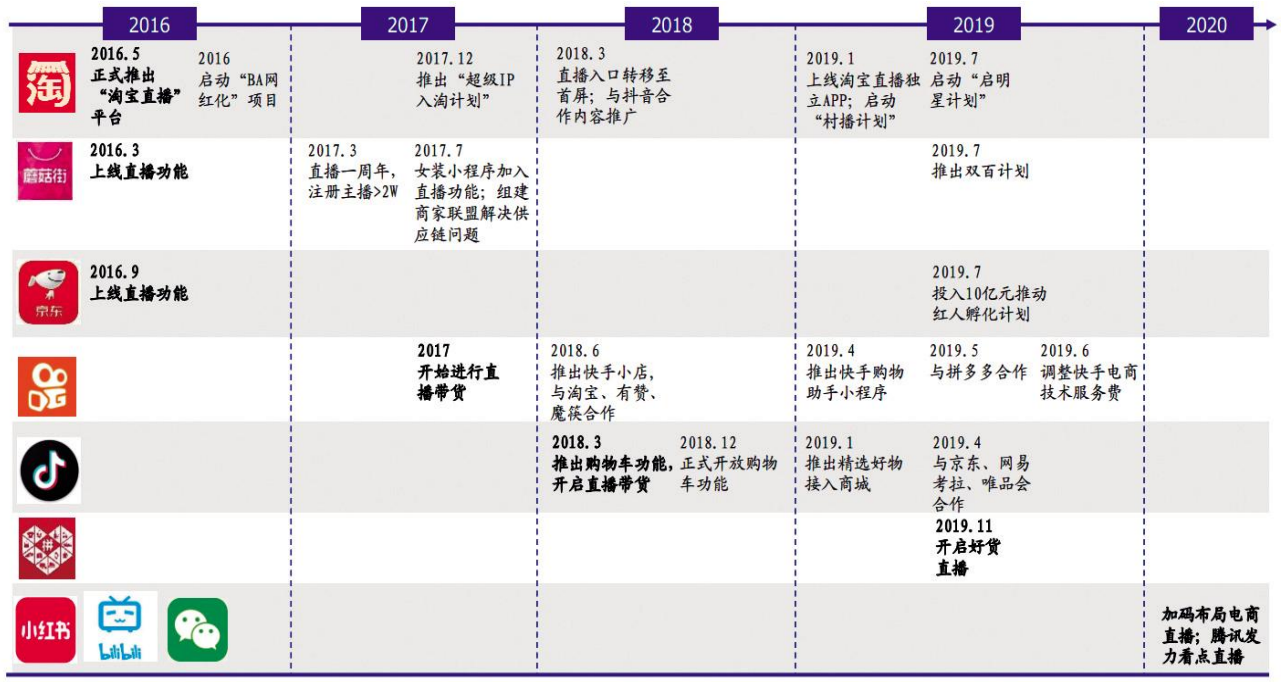 2016
2017
2018
2019
2020
淘
2016.5
正式推出
“淘宝直播”
平台
2016
启动“BA网
红化”项目
2017.12
推出“超级IP
入淘计划”
2018.3
直播入口转移至
首屏；与抖音合
作内容推广
2019.1
上线淘宝直播独
立APP；启动
“村播计划”
2019.7
启动“启明
星计划”
蘑菇街
2016.3
上线直播功能
2017.3
直播一周年，
注册主播>2W
2017.7
女装小程序加入
直播功能；组建
商家联盟解决供
应链问题
2019.7
推出双百计划
京东
2016.9
上线直播功能
2019.7
投入10亿元推动
红人孵化计划
2017
开始进行直
播带货
2018.6
推出快手小店，
与淘宝、有赞、
魔筷合作
2019.4
推出快手购物
助手小程序
2019.5
与拼多多合作
2019.6
调整快手电商
技术服务费
2018.3
推出购物车功能，
开启直播带货
2018.12
正式开放购物
车功能
2019.1
推出精选好物
接入商城
2019.4
与京东、网易
考拉、唯品会
合作
拼
2019.11
开启好货
直播
小红书
bilibili
加码布局电商
直播；腾讯发
力看点直播